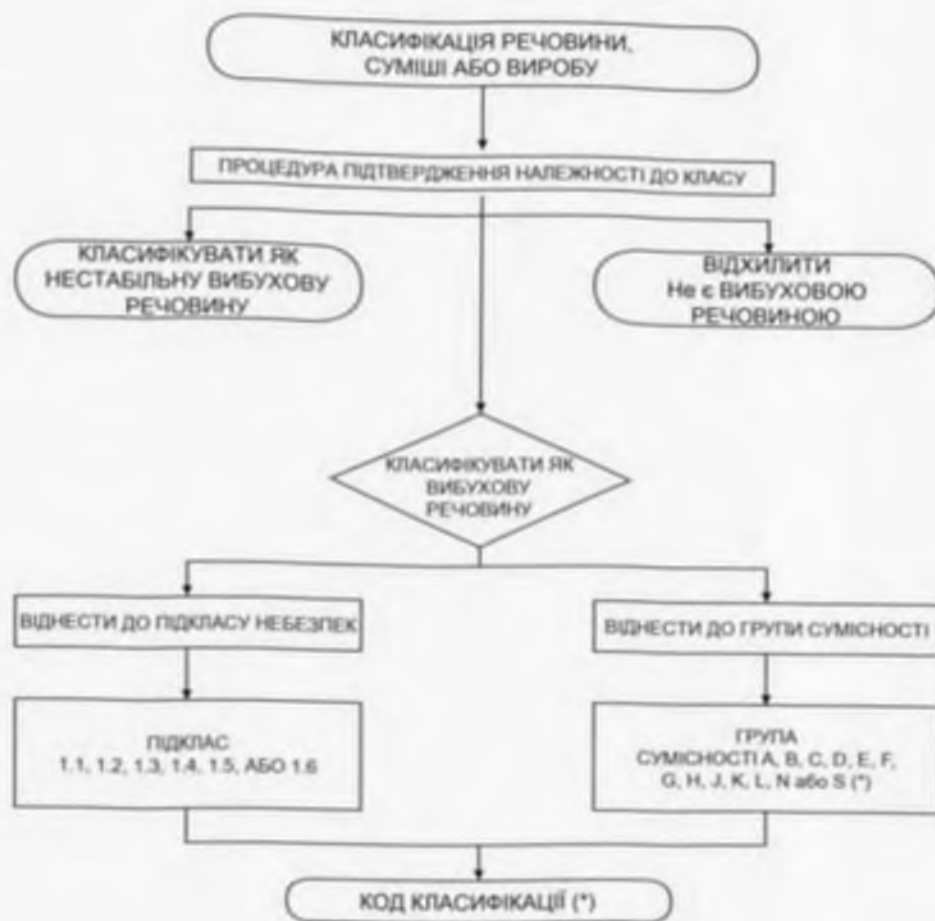 КЛАСИФІКАЦІЯ РЕЧОВИНИ,
СУМІШІ АБО ВИРОБУ
ПРОЦЕДУРА ПІДТВЕРДЖЕННЯ НАЛЕЖНОСТІ ДО КЛАСУ
КЛАСИФІКУВАТИ ЯК
НЕСТАБІЛЬНУ ВИБУХОВУ
РЕЧОВИНУ
ВІДХИЛИТИ
Не є ВИБУХОВОЮ
РЕЧОВИНОЮ
КЛАСИФІКУВАТИ ЯК
ВИБУХОВУ
РЕЧОВИНУ
ВІДНЕСТИ ДО ПІДКЛАСУ НЕБЕЗПЕК
ВІДНЕСТИ ДО ГРУПИ СУМІСНОСТІ
ПІДКЛАС
1.1, 1.2, 1.3, 1.4, 1.5, АБО 1.6
ГРУПА
СУМІСНОСТІ A, B, C, D, E, F,
G, H, J, K, L, N або S (*)
КОД КЛАСИФІКАЦІЇ (*)